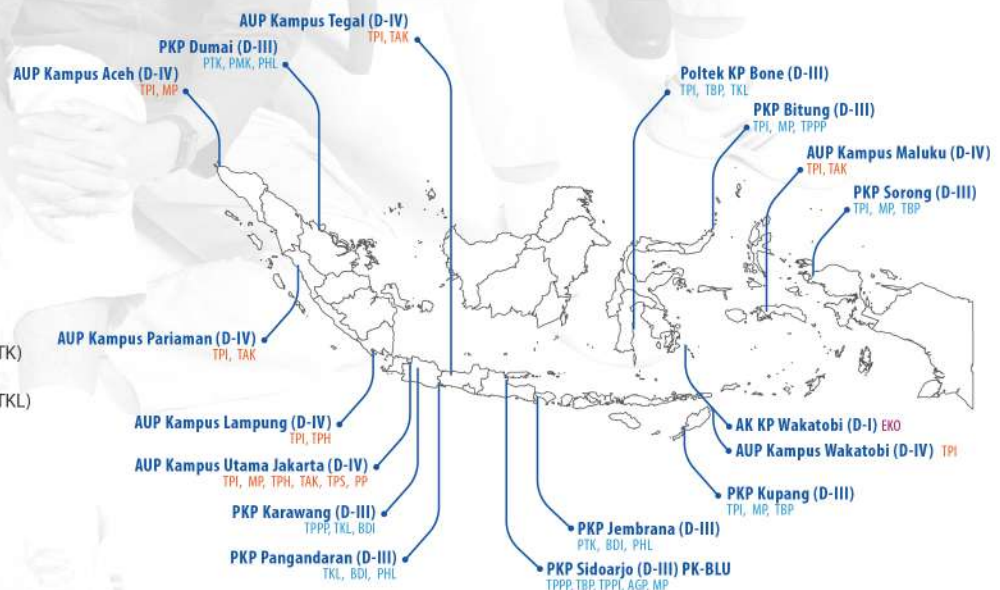 AUP Kampus Tegal (D-IV)
TPI, TAK
PKP Dumai (D-III)
PTK, PMK, PHL
AUP Kampus Aceh (D-IV)
TPI, MP
Poltek KP Bone (D-III)
TPI, TBP, TKL
PKP Bitung (D-III)
TPI, MP, TPPP
AUP Kampus Maluku (D-IV)
TPI, TAK
PKP Sorong (D-III)
TPI, MP, TBP
AUP Kampus Pariaman (D-IV)
TPI, TAK
TK)
TKL)
AUP Kampus Lampung (D-IV)
TPI, TPH
AUP Kampus Utama Jakarta (D-IV)
TPI, MP, TPH, TAK, TPS, PP
PKP Karawang (D-III)
TPPP, TKL, BDI
PKP Pangandaran (D-III)
TKL, BDI, PHL
AK KP Wakatobi (D-I) EKO
AUP Kampus Wakatobi (D-IV) TPI
PKP Kupang (D-III)
TPI, MP, TBP
PKP Jembrana (D-III)
PTK, BDI, PHL
PKP Sidoarjo (D-III) PK-BLU
TPPP, TBP, TPPI, AGP, MP